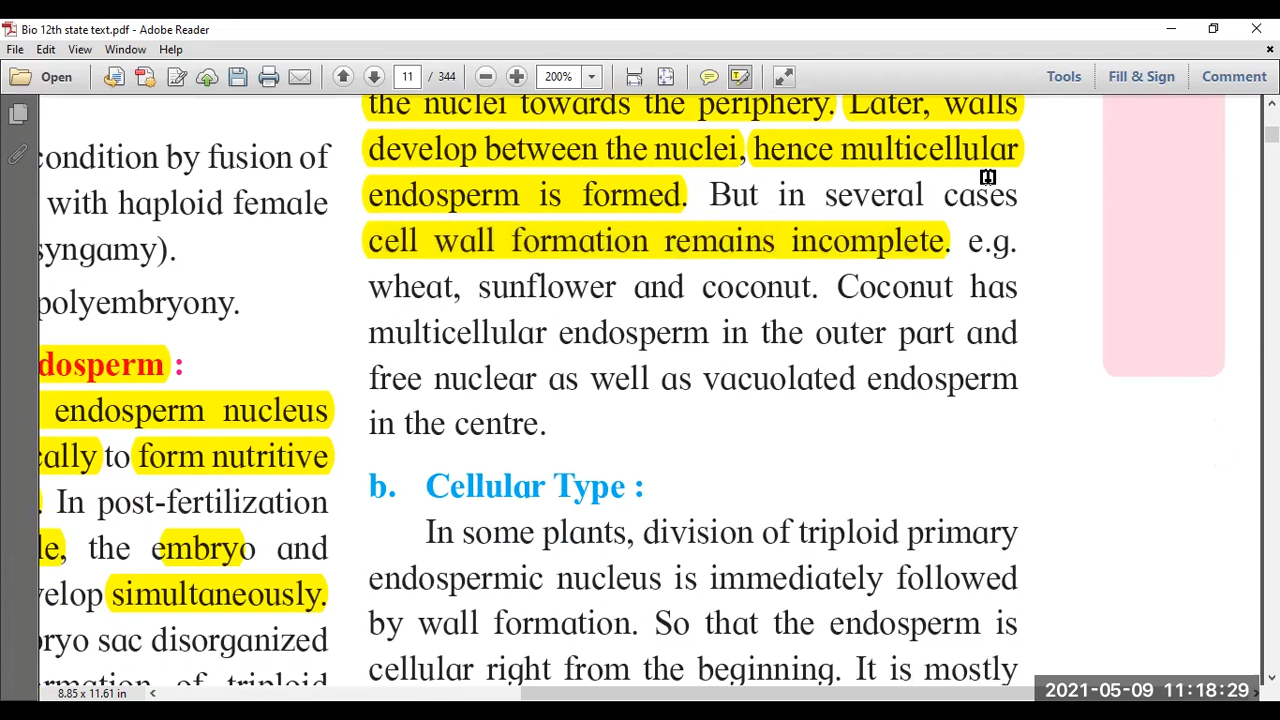 Bio 12th state text.pdf - Adobe Reader
File Edit View Window Help
Open 11 / 344 200% Tools Fill & Sign Comment
condition by fusion of
with haploid female
syngamy).
polyembryony.
dosperm :
endosperm nucleus
cally to form nutritive
. In post-fertilization
le, the embryo and
velop simultaneously.
ryo sac disorganized
rmation of triploid
the nuclei towards the periphery. Later, walls
develop between the nuclei, hence multicellular
endosperm is formed. But in several cases
cell wall formation remains incomplete. e.g.
wheat, sunflower and coconut. Coconut has
multicellular endosperm in the outer part and
free nuclear as well as vacuolated endosperm
in the centre.
b. Cellular Type :
In some plants, division of triploid primary
endospermic nucleus is immediately followed
by wall formation. So that the endosperm is
cellular right from the beginning. It is mostly
8.85 x 11.61 in
2021-05-09 11:18:29